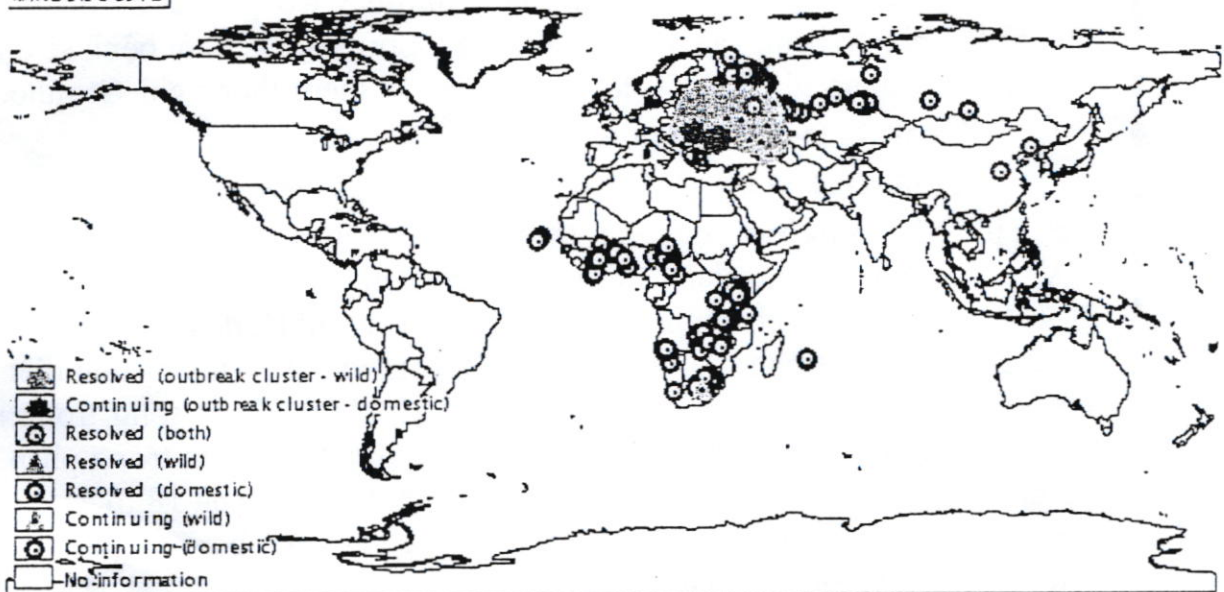 Resolved (outbreak cluster - wild)
Continuing (outbreak cluster - domestic)
Resolved (both)
Resolved (wild)
Resolved (domestic)
Continuing (wild)
Continuing (domestic)
No information